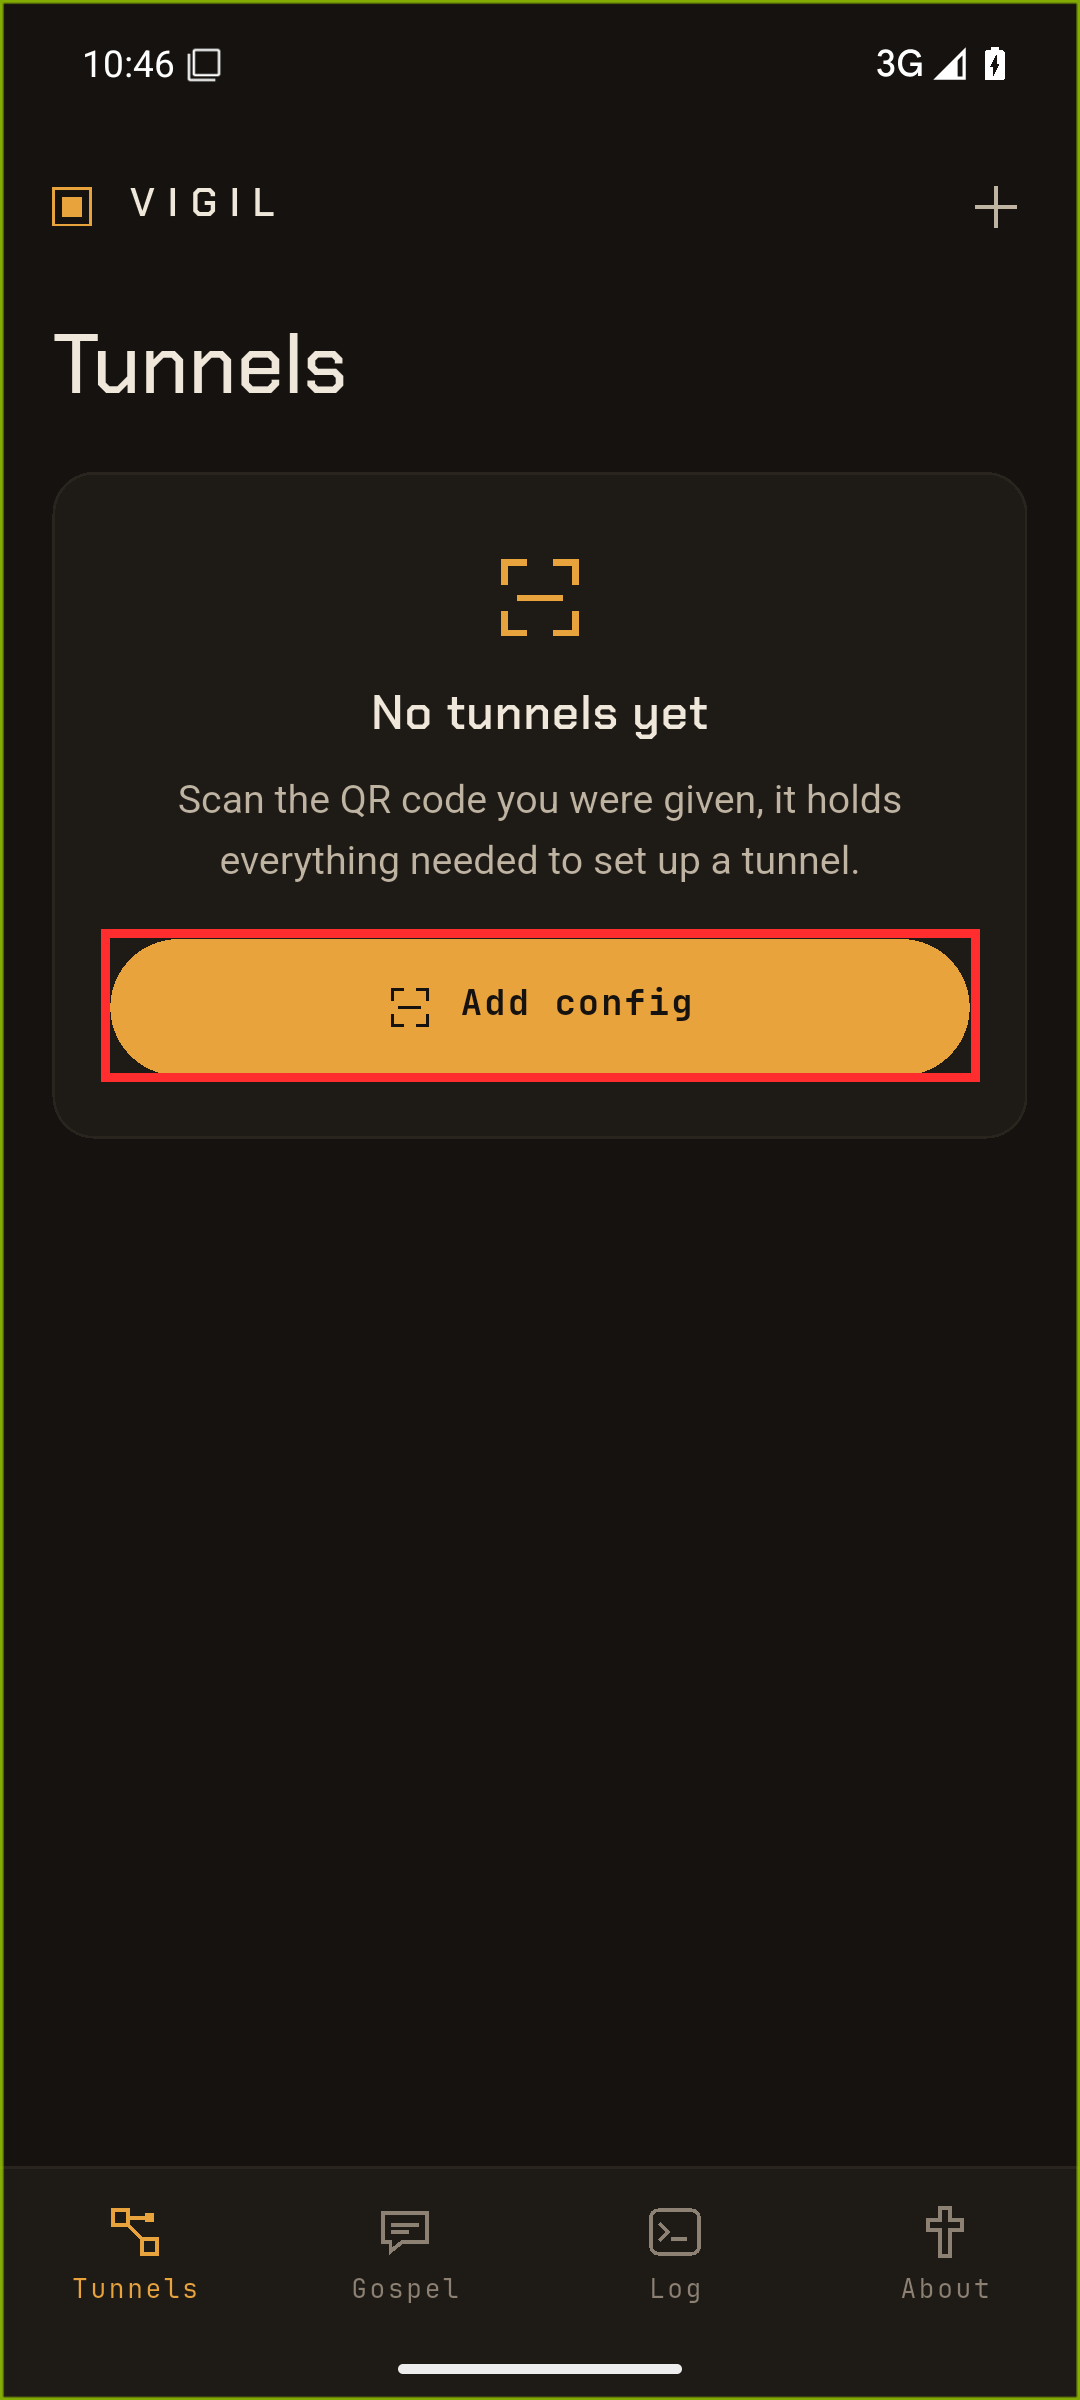 10:46
3G
VIGIL
Tunnels
No tunnels yet
Scan the QR code you were given, it holds
everything needed to set up a tunnel.
Add config
Tunnels
Gospel
Log
About